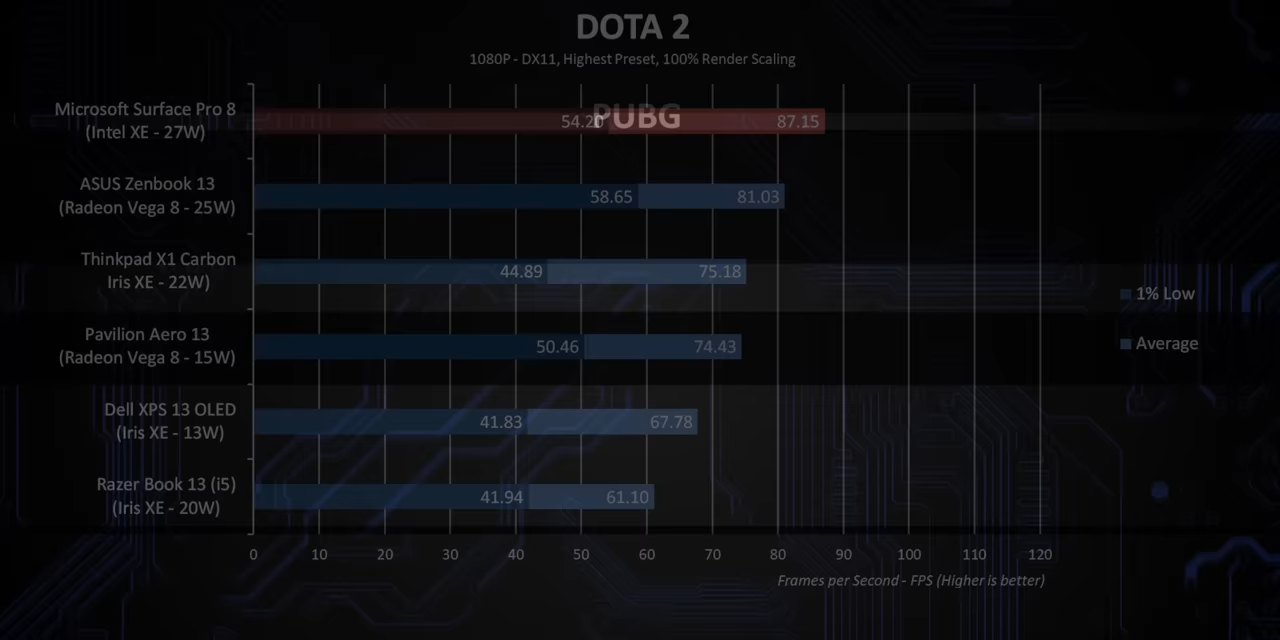 DOTA 2
1080P - DX11, Highest Preset, 100% Render Scaling
PUBG
Microsoft Surface Pro 8
(Intel XE - 27W)
54.20
87.15
ASUS Zenbook 13
(Radeon Vega 8 - 25W)
58.65
81.03
Thinkpad X1 Carbon
Iris XE - 22W)
44.89
75.18
Pavilion Aero 13
(Radeon Vega 8 - 15W)
50.46
74.43
Dell XPS 13 OLED
(Iris XE - 13W)
41.83
67.78
Razer Book 13 (i5)
(Iris XE - 20W)
41.94
61.10
1% Low
Average
0 10 20 30 40 50 60 70 80 90 100 110 120
Frames per Second - FPS (Higher is better)